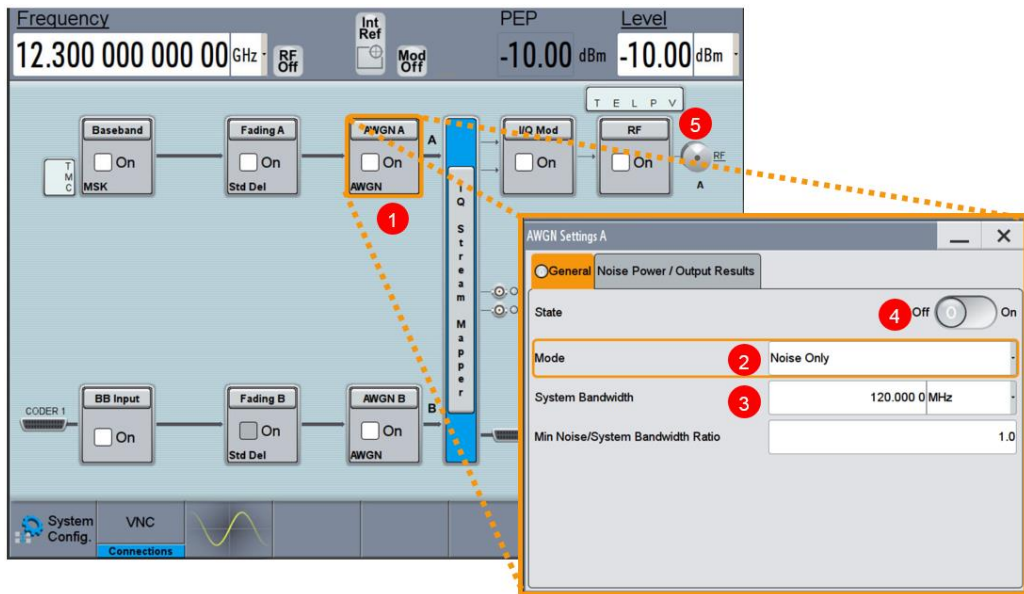 Frequency
Int Ref
PEP
Level
12.300 000 000 00 GHz
RF Off
Mod Off
-10.00 dBm
-10.00 dBm
T E L P V
Baseband
Fading A
AWGN A
A
I/Q Mod
RF
5
On
On
On
On
On
RF
T M C
MSK
Std Del
AWGN
A
1
I Q Stream Mapper
AWGN Settings A
General
Noise Power / Output Results
State
4
Off
0
On
Mode
2
Noise Only
System Bandwidth
3
120.000 0 MHz
Min Noise/System Bandwidth Ratio
1.0
CODER 1
BB Input
Fading B
AWGN B
B
On
On
On
Std Del
AWGN
System Config.
VNC
Connections